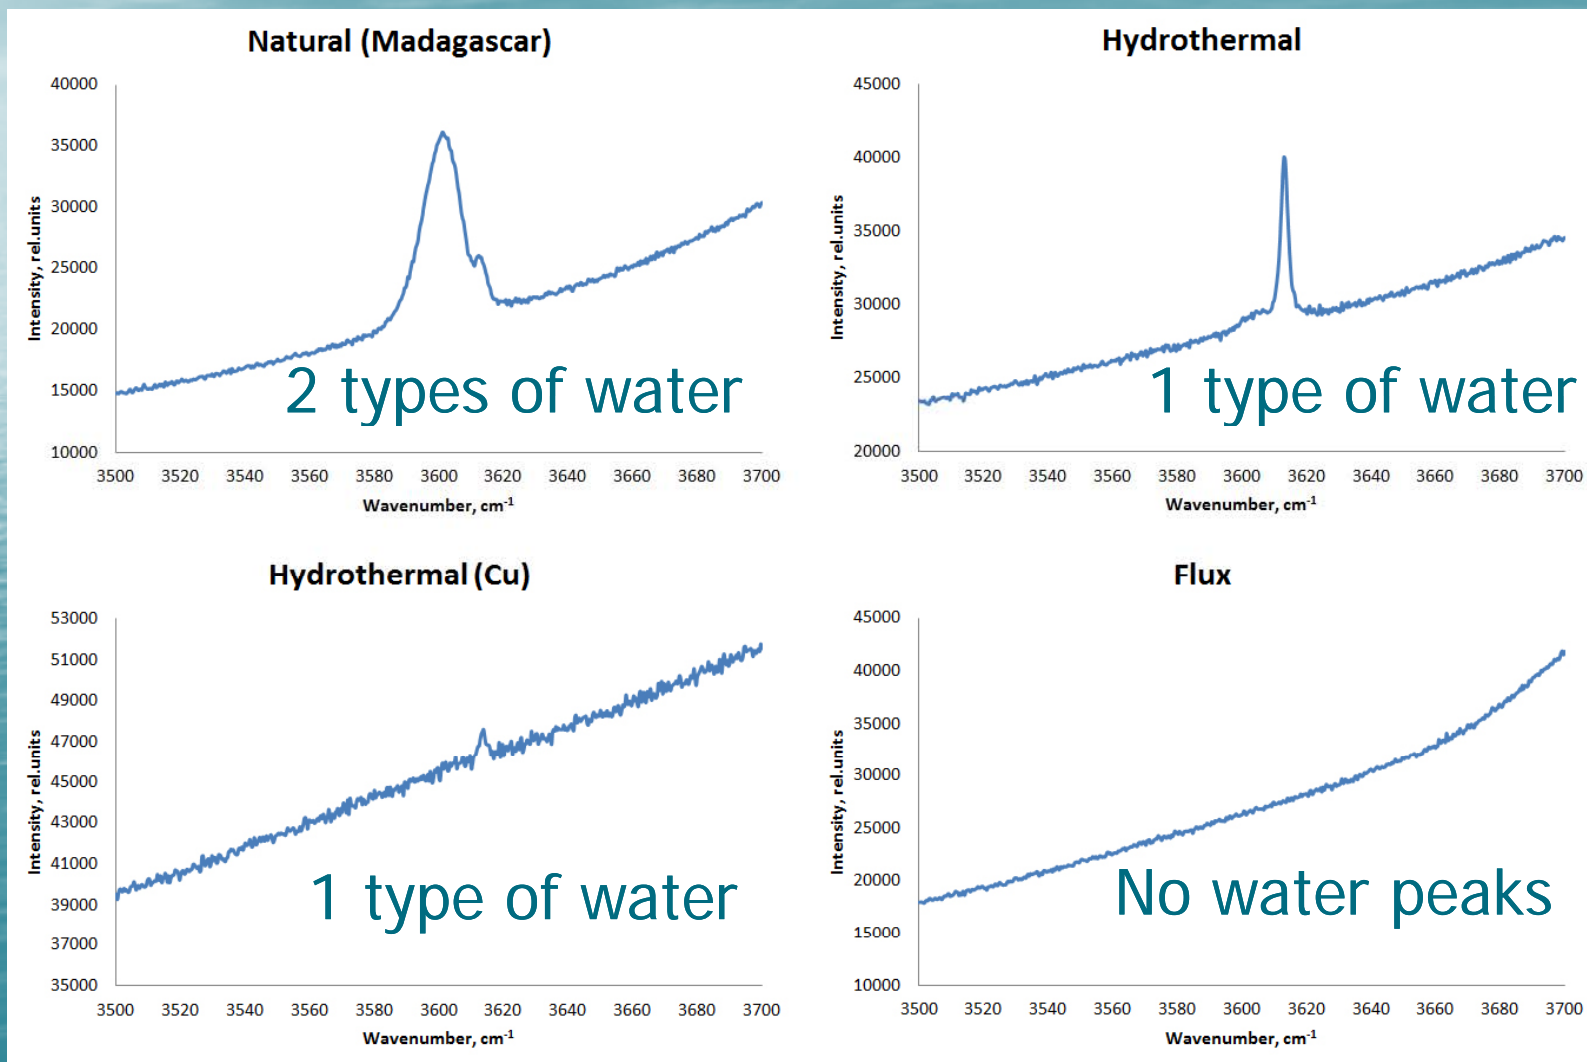 Natural (Madagascar)
40000
35000
30000
25000
20000
15000
10000
Intensity, rel.units
2 types of water
3500 3520 3540 3560 3580 3600 3620 3640 3660 3680 3700
Wavenumber, cm⁻¹
Hydrothermal
45000
40000
35000
30000
25000
20000
Intensity, rel.units
1 type of water
3500 3520 3540 3560 3580 3600 3620 3640 3660 3680 3700
Wavenumber, cm⁻¹
Hydrothermal (Cu)
53000
51000
49000
47000
45000
43000
41000
39000
37000
35000
Intensity, rel.units
1 type of water
3500 3520 3540 3560 3580 3600 3620 3640 3660 3680 3700
Wavenumber, cm⁻¹
Flux
45000
40000
35000
30000
25000
20000
15000
10000
Intensity, rel.units
No water peaks
3500 3520 3540 3560 3580 3600 3620 3640 3660 3680 3700
Wavenumber, cm⁻¹